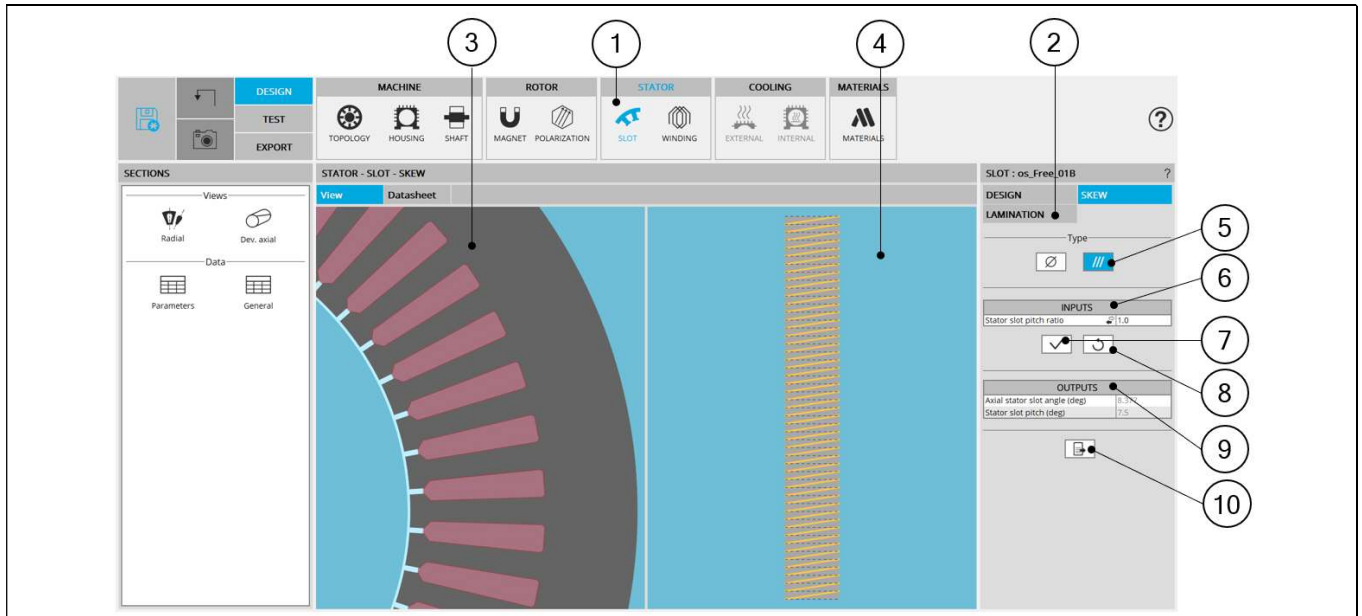 3
1
4
2
DESIGN
TEST
EXPORT
MACHINE
TOPOLOGY
HOUSING
SHAFT
ROTOR
MAGNET
POLARIZATION
STATOR
SLOT
WINDING
COOLING
EXTERNAL
INTERNAL
MATERIALS
MATERIALS
?
SECTIONS
Views
Radial
Dev. axial
Data
Parameters
General
STATOR - SLOT - SKEW
View
Datasheet
SLOT : os_Free_01B
?
DESIGN
SKEW
LAMINATION
Type
5
6
INPUTS
Stator slot pitch ratio 1.0
7
8
OUTPUTS
Axial stator slot angle (deg) 8.377
Stator slot pitch (deg) 7.5
9
10